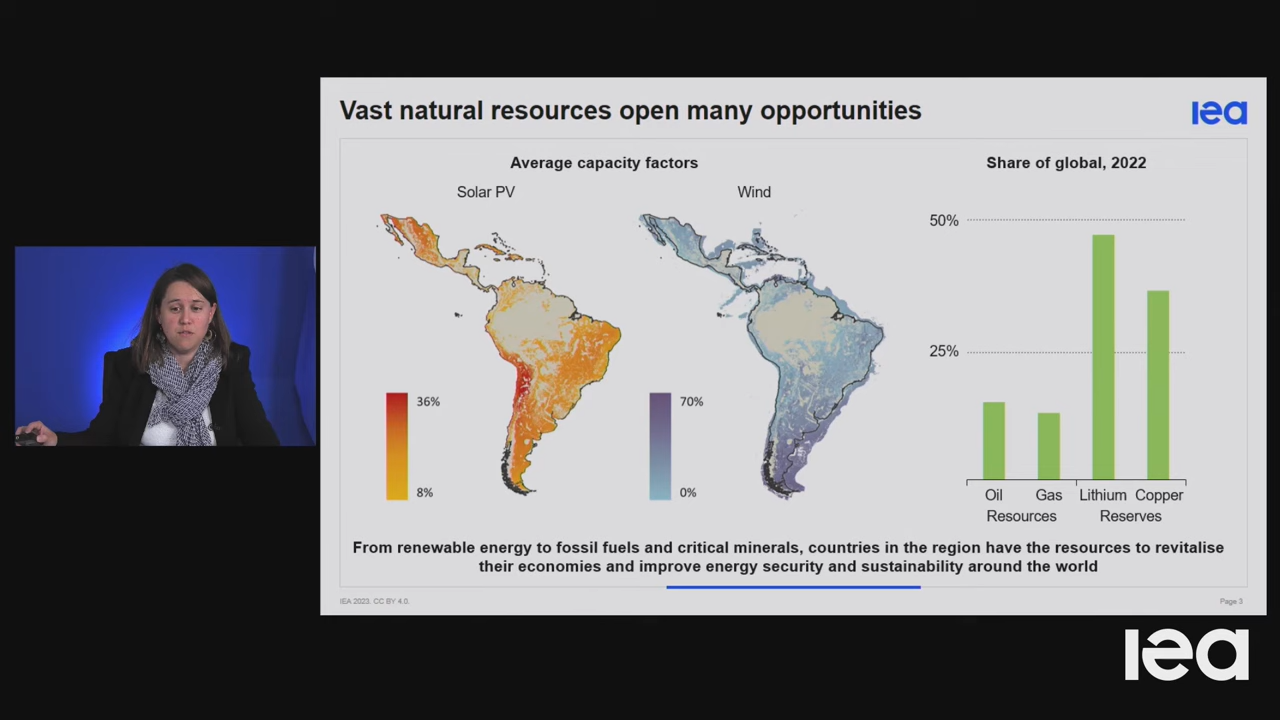 Vast natural resources open many opportunities
iea
Average capacity factors
Solar PV
Wind
36%
8%
70%
0%
Share of global, 2022
50%
25%
Oil
Gas
Lithium
Copper
Resources
Reserves
From renewable energy to fossil fuels and critical minerals, countries in the region have the resources to revitalise
their economies and improve energy security and sustainability around the world
IEA 2023. CC BY 4.0.
Page 3
iea